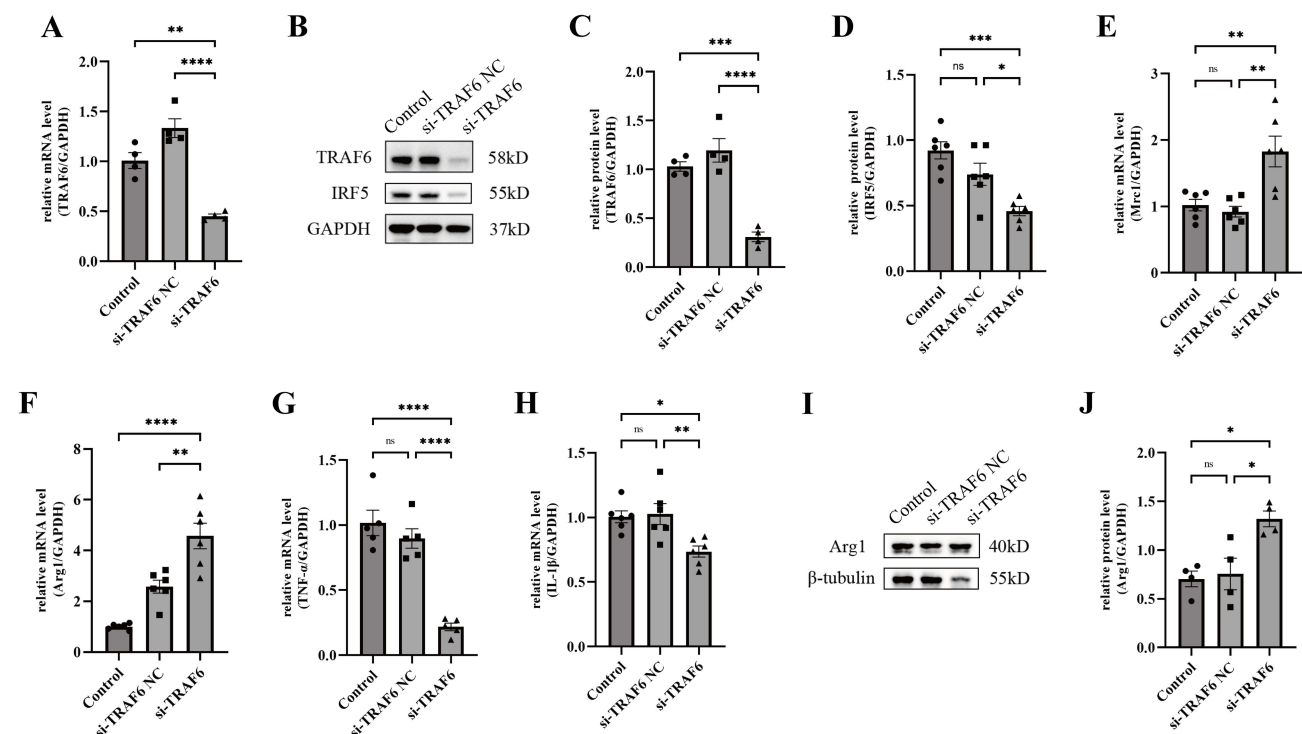 A
B
C
D
E
**
****
relative mRNA level
(TRAF6/GAPDH)
2.0
1.5
1.0
0.5
0.0
Control
si-TRAF6 NC
si-TRAF6
Control
si-TRAF6 NC
si-TRAF6
TRAF6
58kD
IRF5
55kD
GAPDH
37kD
***
****
relative protein level
(TRAF6/GAPDH)
2.0
1.5
1.0
0.5
0.0
Control
si-TRAF6 NC
si-TRAF6
***
ns
*
relative protein level
(IRF5/GAPDH)
1.5
1.0
0.5
0.0
Control
si-TRAF6 NC
si-TRAF6
**
ns
**
relative mRNA level
(Mrc1/GAPDH)
3
2
1
0
Control
si-TRAF6 NC
si-TRAF6
F
G
H
I
J
****
**
relative mRNA level
(Arg1/GAPDH)
8
6
4
2
0
Control
si-TRAF6 NC
si-TRAF6
****
ns
****
relative mRNA level
(TNF-α/GAPDH)
1.5
1.0
0.5
0.0
Control
si-TRAF6 NC
si-TRAF6
*
ns
**
relative mRNA level
(IL-1β/GAPDH)
1.5
1.0
0.5
0.0
Control
si-TRAF6 NC
si-TRAF6
Control
si-TRAF6 NC
si-TRAF6
Arg1
40kD
β-tubulin
55kD
*
ns
*
relative protein level
(Arg1/GAPDH)
2.0
1.5
1.0
0.5
0.0
Control
si-TRAF6 NC
si-TRAF6